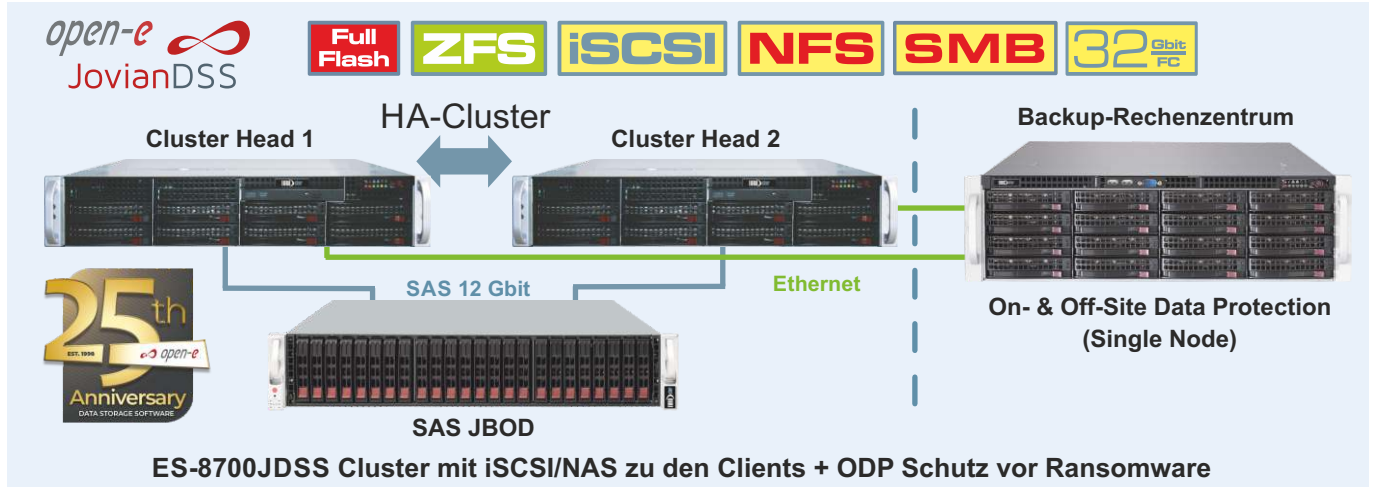 open-e
JovianDSS
Full
Flash
ZFS
iSCSI
NFS
SMB
32 Gbit
FC
HA-Cluster
Cluster Head 1
Cluster Head 2
Backup-Rechenzentrum
SAS 12 Gbit
Ethernet
On- & Off-Site Data Protection
(Single Node)
25th
EST. 1998
open-e
Anniversary
DATA STORAGE SOFTWARE
SAS JBOD
ES-8700JDSS Cluster mit iSCSI/NAS zu den Clients + ODP Schutz vor Ransomware